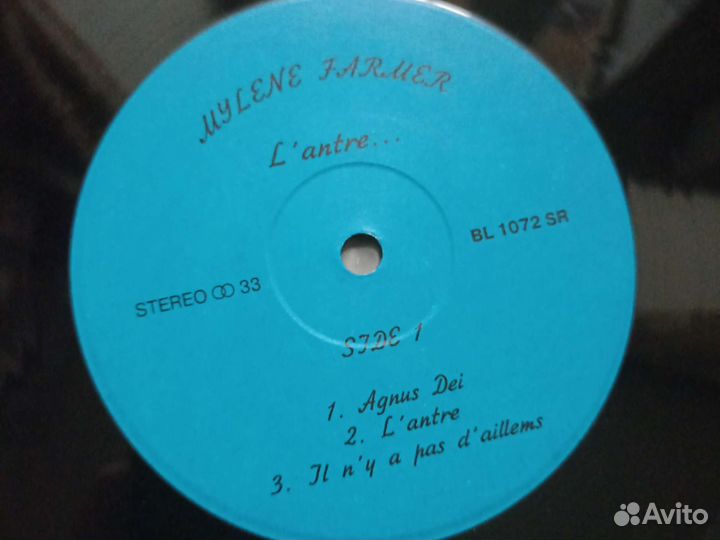 MYLENE FARMER
L'antre...
BL 1072 SR
STEREO 33
SIDE 1
1. Agnus Dei
2. L'antre
3. Il n'y a pas d'aillems
Avito